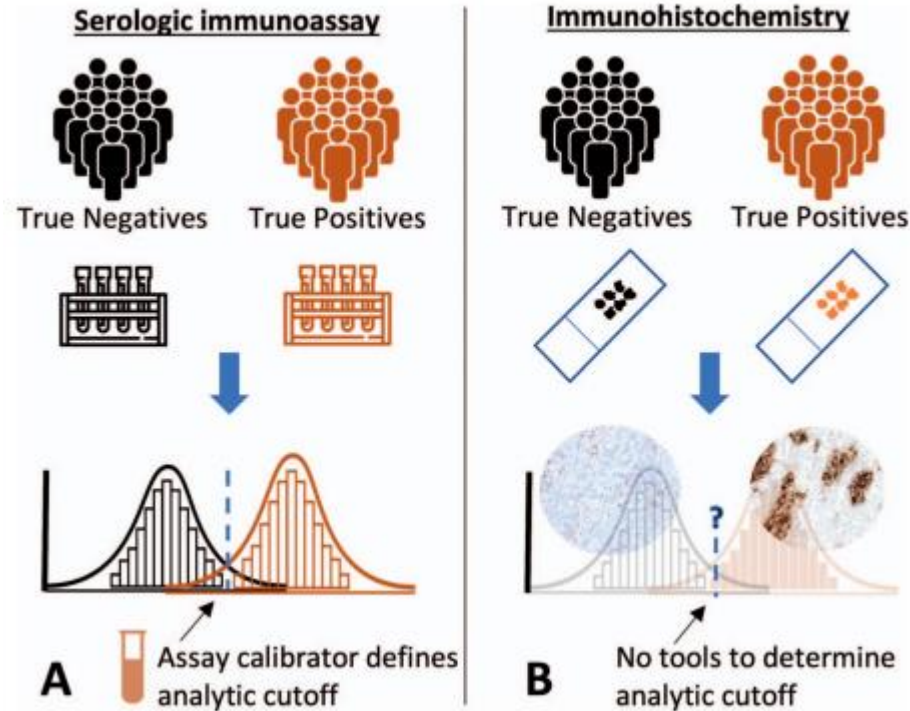 Serologic immunoassay
True Negatives
True Positives
Assay calibrator defines
analytic cutoff
A
Immunohistochemistry
True Negatives
True Positives
?
No tools to determine
analytic cutoff
B